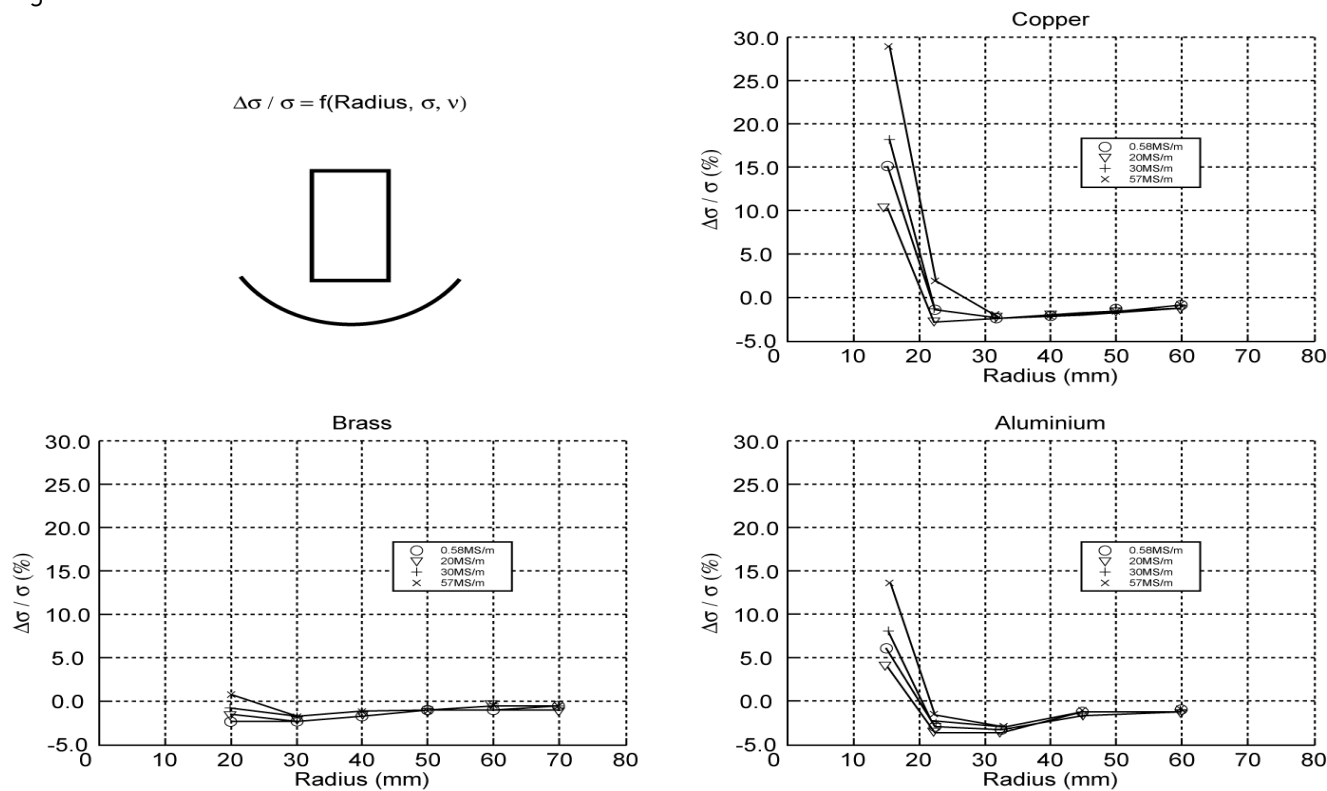 Δσ / σ = f(Radius, σ, ν)
Copper
30.0
25.0
20.0
15.0
10.0
5.0
0.0
-5.0
Δσ / σ (%)
0.58MS/m
20MS/m
30MS/m
57MS/m
0 10 20 30 40 50 60 70 80
Radius (mm)
Brass
30.0
25.0
20.0
15.0
10.0
5.0
0.0
-5.0
Δσ / σ (%)
0.58MS/m
20MS/m
30MS/m
57MS/m
0 20 30 40 50 60 70 80
Radius (mm)
Aluminium
30.0
25.0
20.0
15.0
10.0
5.0
0.0
-5.0
Δσ / σ (%)
0.58MS/m
20MS/m
30MS/m
57MS/m
0 10 20 30 40 50 60 70 80
Radius (mm)